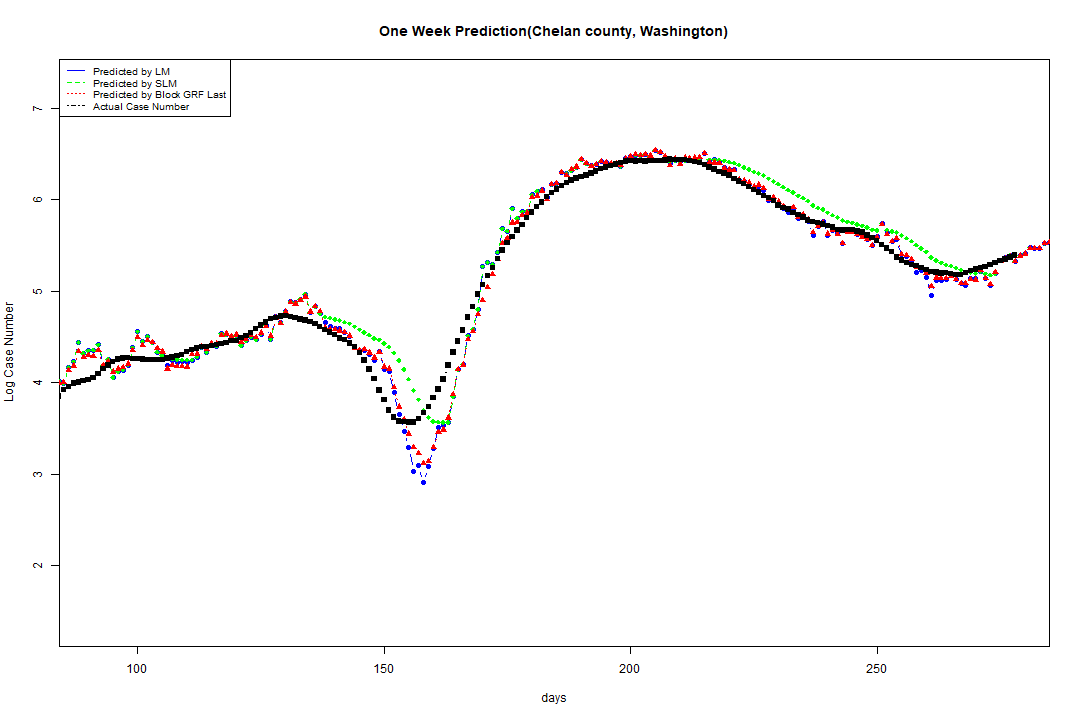 One Week Prediction(Chelan county, Washington)
Predicted by LM
Predicted by SLM
Predicted by Block GRF Last
Actual Case Number
7
6
5
4
3
2
Log Case Number
100
150
200
250
days